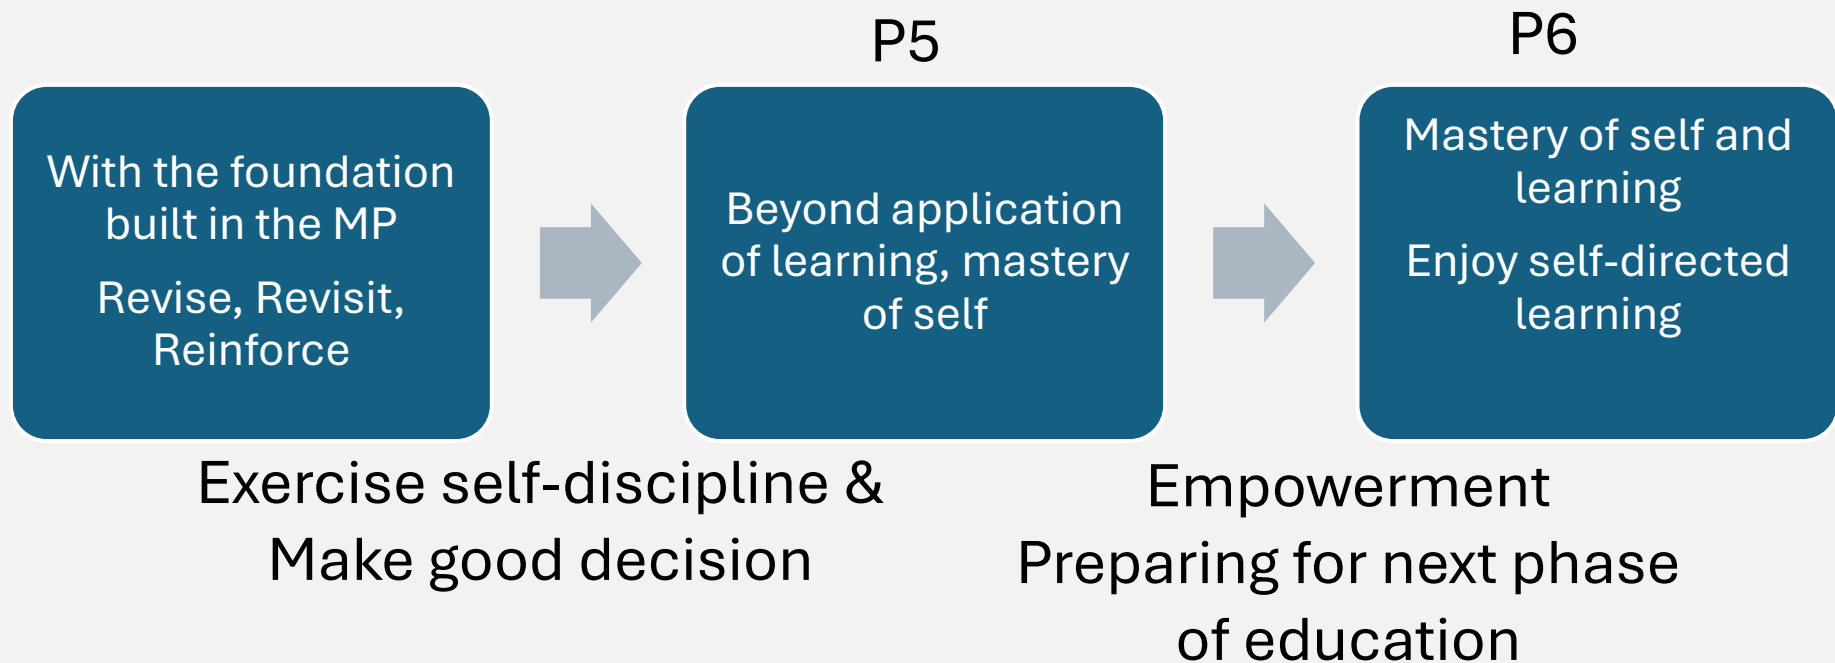 P5
P6
With the foundation
built in the MP
Revise, Revisit,
Reinforce
Beyond application
of learning, mastery
of self
Mastery of self and
learning
Enjoy self-directed
learning
Exercise self-discipline &
Make good decision
Empowerment
Preparing for next phase
of education